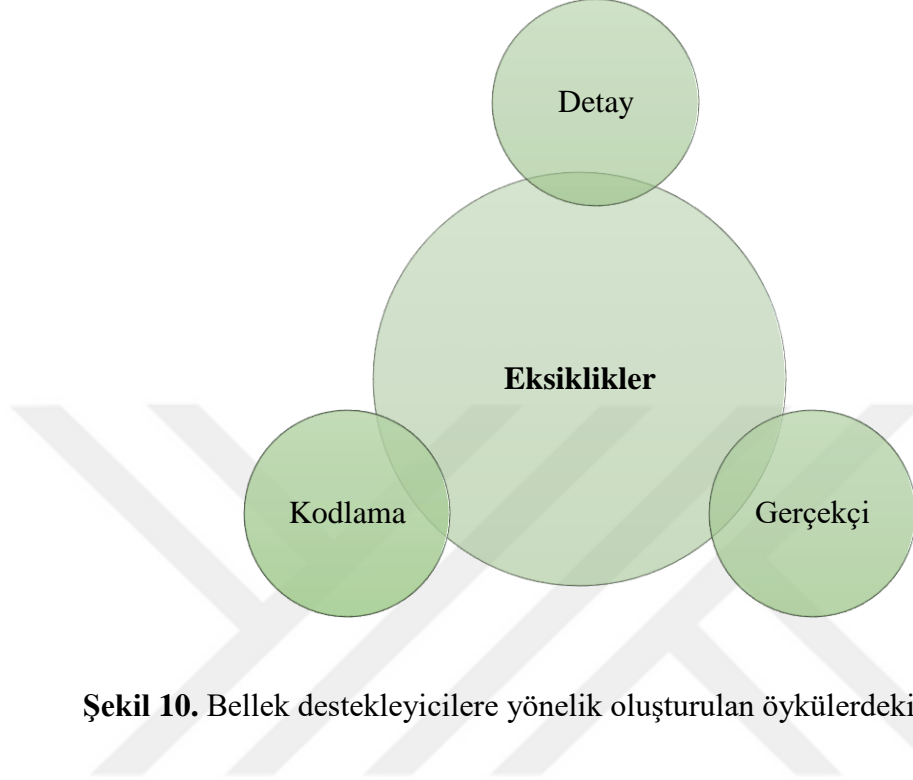 Detay
Eksiklikler
Kodlama
Gerçekçi
Şekil 10. Bellek destekleyicilere yönelik oluşturulan öykülerdeki